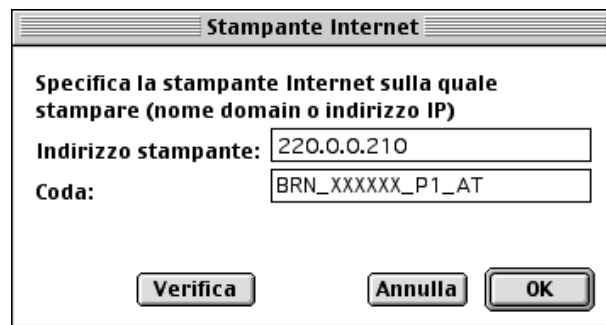 Stampante Internet
Specifica la stampante Internet sulla quale
stampare (nome domain o indirizzo IP)
Indirizzo stampante: 220.0.0.210
Coda: BRN_XXXXXX_P1_AT
Verifica Annulla OK